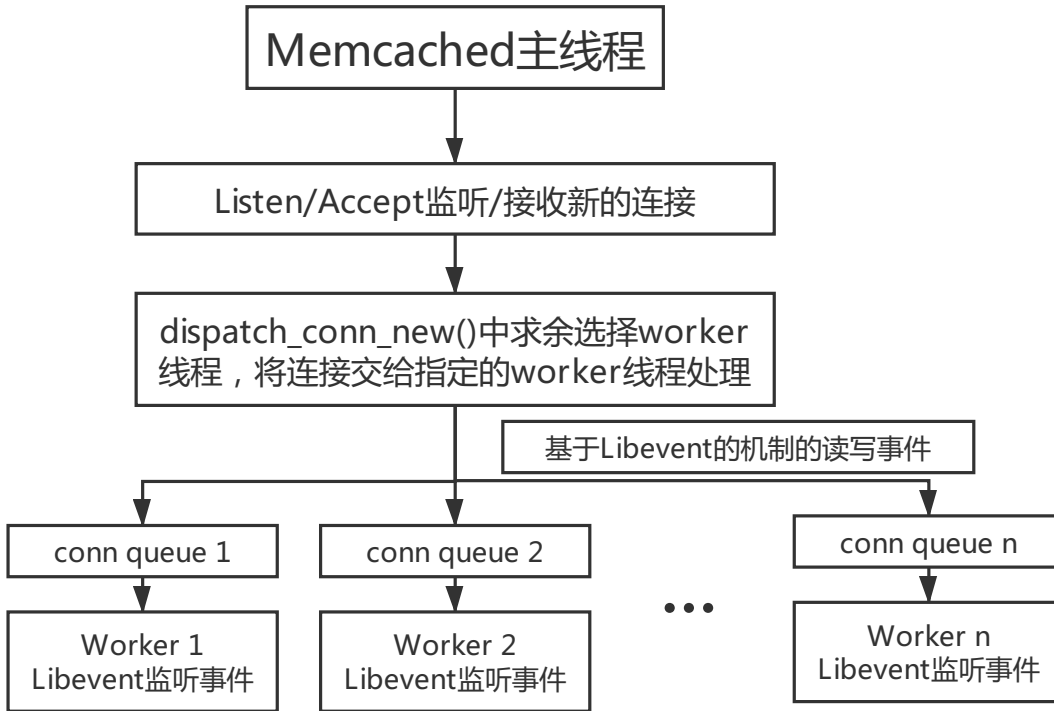 Memcached主线程
Listen/Accept监听/接收新的连接
dispatch_conn_new()中求余选择worker
线程，将连接交给指定的worker线程处理
基于Libevent的机制的读写事件
conn queue 1
conn queue 2
conn queue n
•••
Worker 1
Libevent监听事件
Worker 2
Libevent监听事件
Worker n
Libevent监听事件